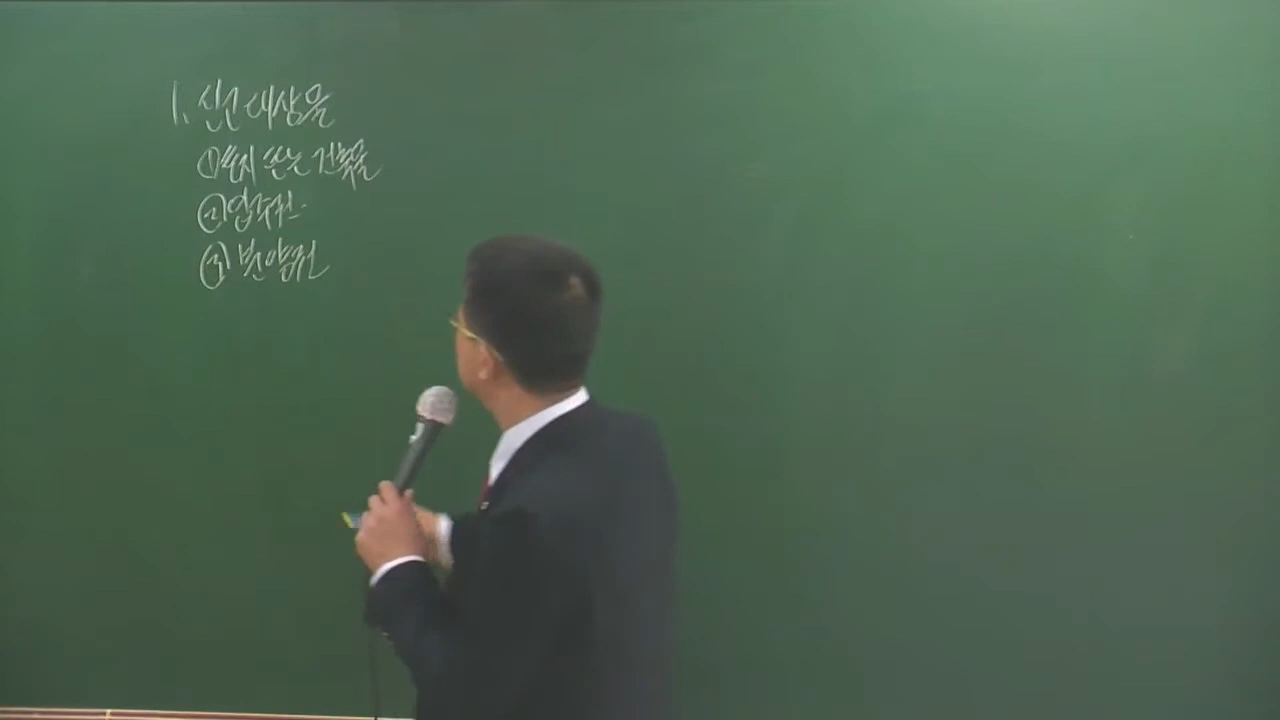 1. 신고대상물
① 토지 또는 건축물
② 입주권
③ 분양권